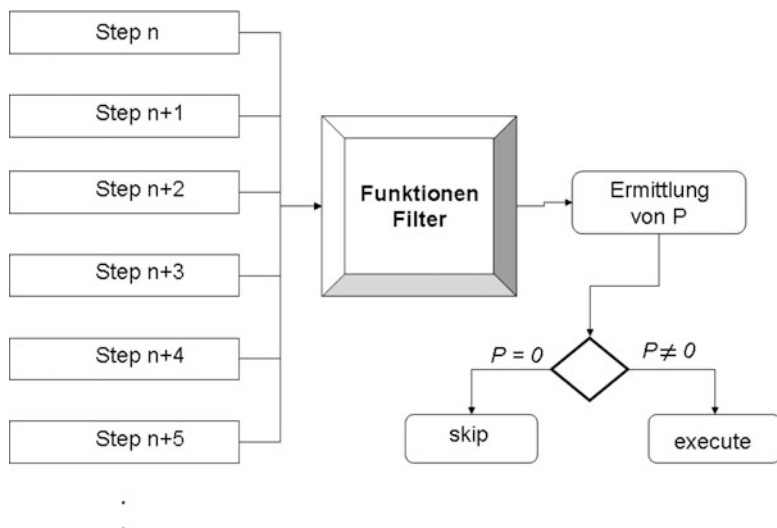 Step n
Step n+1
Step n+2
Step n+3
Step n+4
Step n+5
Funktionen
Filter
Ermittlung
von P
P = 0
P ≠ 0
skip
execute